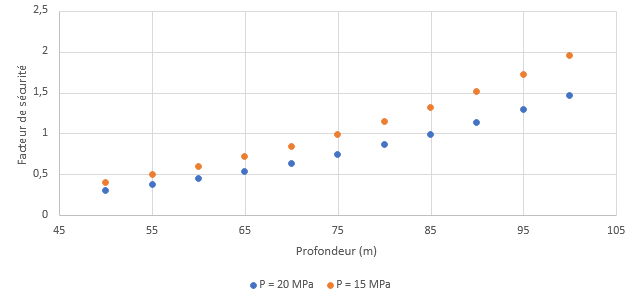 2,5
2
1,5
1
0,5
0
Facteur de sécurité
45 55 65 75 85 95 105
Profondeur (m)
P = 20 MPa P = 15 MPa